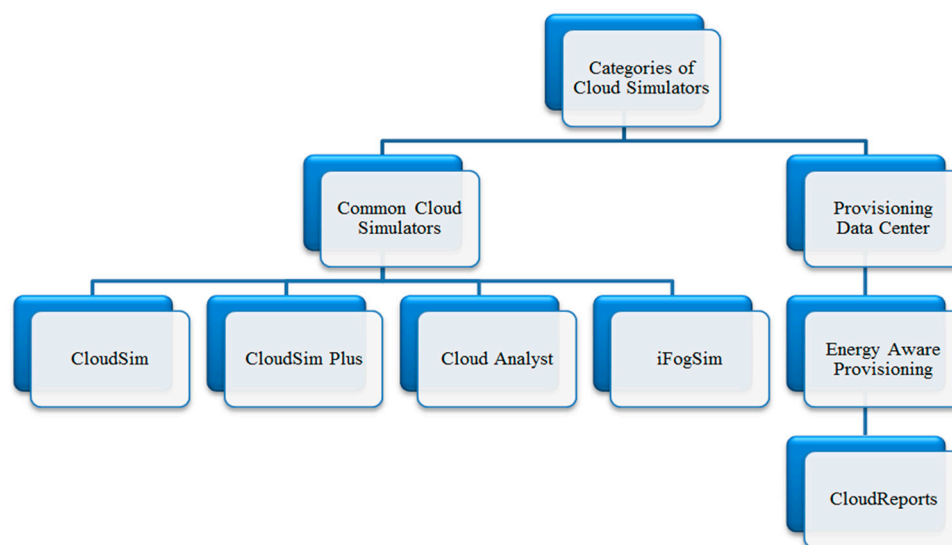 Categories of
Cloud Simulators
Common Cloud
Simulators
Provisioning
Data Center
CloudSim
CloudSim Plus
Cloud Analyst
iFogSim
Energy Aware
Provisioning
CloudReports